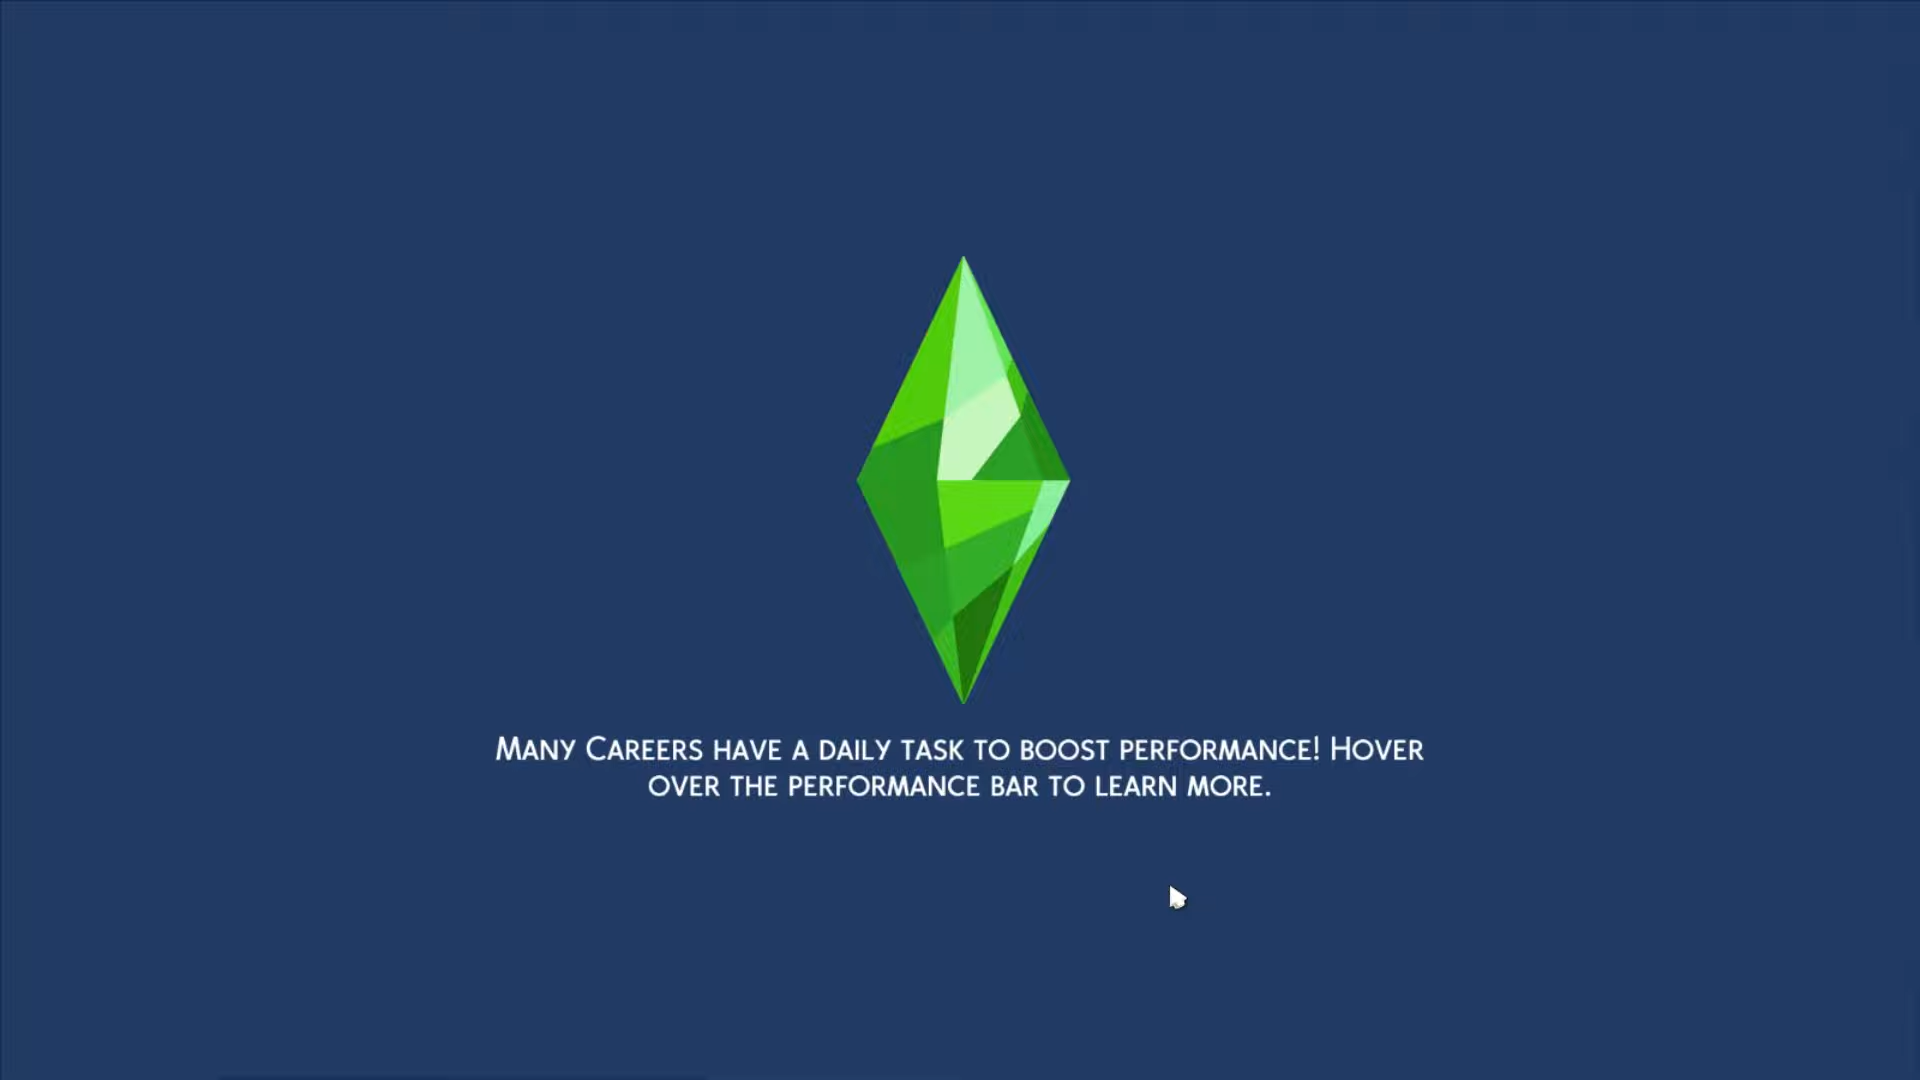 Many Careers have a daily task to boost performance! Hover
over the performance bar to learn more.